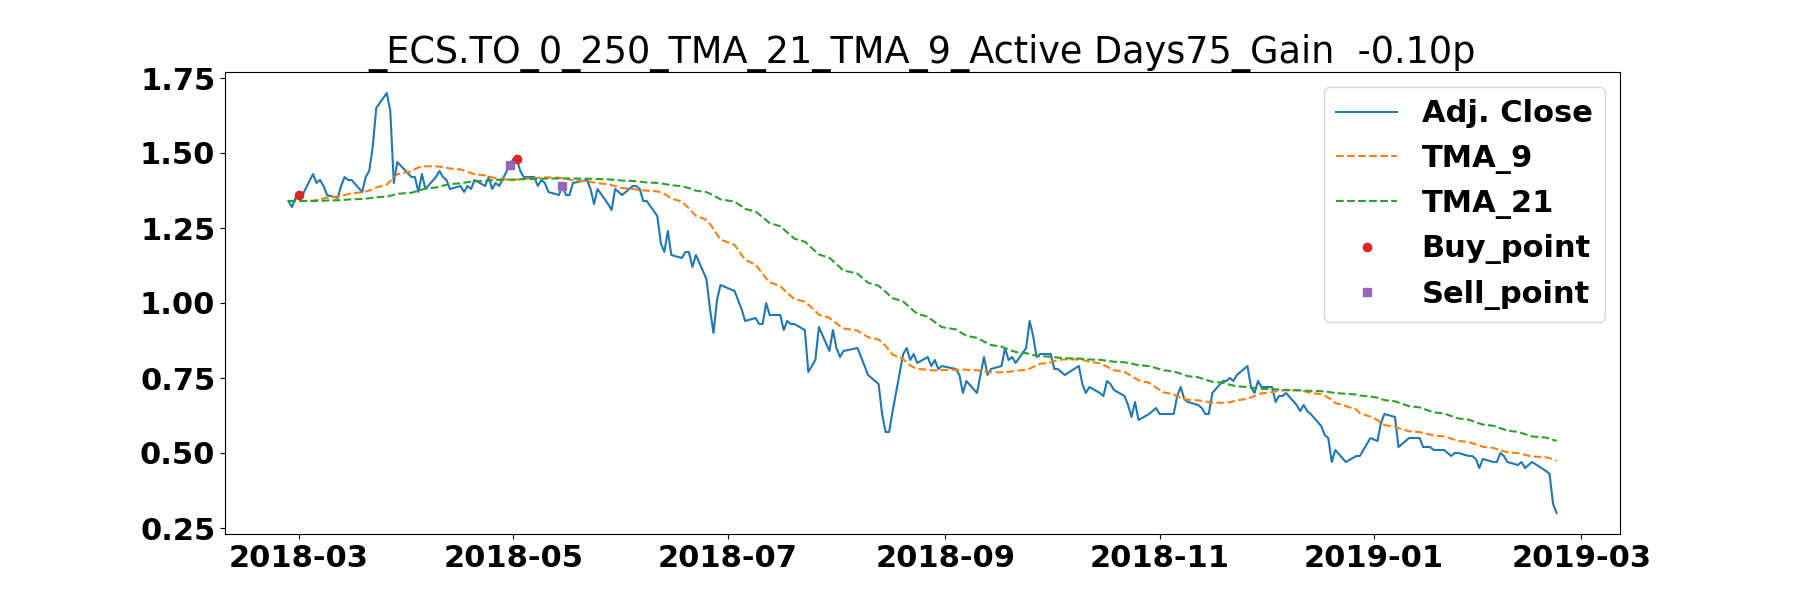 _ECS.TO_0_250_TMA_21_TMA_9_Active Days75_Gain  -0.10p
1.75
1.50
1.25
1.00
0.75
0.50
0.25
2018-03 2018-05 2018-07 2018-09 2018-11 2019-01 2019-03
Adj. Close
TMA_9
TMA_21
Buy_point
Sell_point